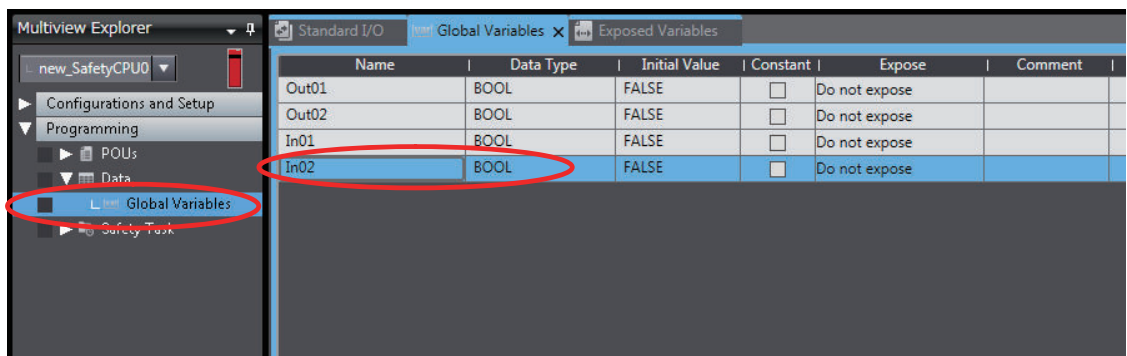 Multiview Explorer
new_SafetyCPU0
Configurations and Setup
Programming
POUs
Data
Global Variables
Safety Task
Standard I/O Global Variables Exposed Variables
Name Data Type Initial Value Constant Expose Comment
Out01 BOOL FALSE Do not expose
Out02 BOOL FALSE Do not expose
In01 BOOL FALSE Do not expose
In02 BOOL FALSE Do not expose